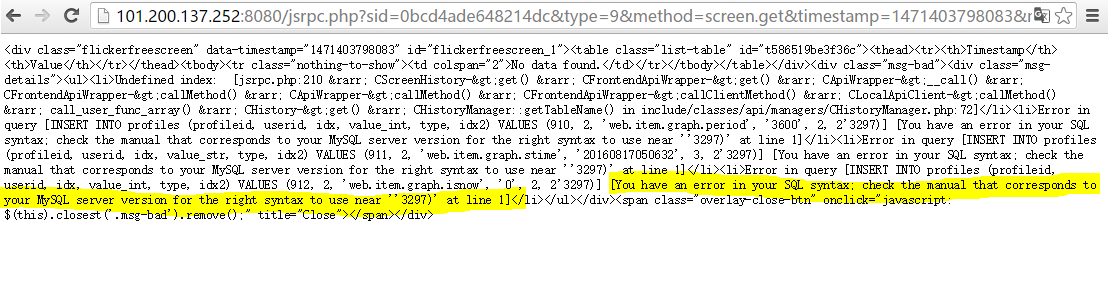 101.200.137.252:8080/jsrpc.php?sid=0bcd4ade648214dc&type=9&method=screen.get&timestamp=1471403798083&
<div class="flickerfreescreen" data-timestamp="1471403798083" id="flickerfreescreen_1"><table class="list-table" id="t586519be3f36c"><thead><tr><th>Timestamp</th>
<th>Value</th></tr></thead><tbody><tr class="nothing-to-show"><td colspan="2">No data found.</td></tr></tbody></table></div><div class="msg-bad"><div class="msg-
details"><ul><li>Undefined index:  [jsrpc.php:210 &rarr; CScreenHistory-&gt;get() &rarr; CFrontendApiWrapper-&gt;get() &rarr; CApiWrapper-&gt;__call() &rarr;
CFrontendApiWrapper-&gt;callMethod() &rarr; CApiWrapper-&gt;callMethod() &rarr; CFrontendApiWrapper-&gt;callClientMethod() &rarr; CLocalApiClient-&gt;callMethod()
&rarr; call_user_func_array() &rarr; CHistory-&gt;get() &rarr; CHistoryManager::getTableName() in include/classes/api/managers/CHistoryManager.php:72]</li><li>Error in
query [INSERT INTO profiles (profileid, userid, idx, value_int, type, idx2) VALUES (910, 2, 'web.item.graph.period', '3600', 2, 2'3297)] [You have an error in your SQL
syntax; check the manual that corresponds to your MySQL server version for the right syntax to use near ''3297)' at line 1]</li><li>Error in query [INSERT INTO profiles
(profileid, userid, idx, value_str, type, idx2) VALUES (911, 2, 'web.item.graph.stime', '20160817050632', 3, 2'3297)] [You have an error in your SQL syntax; check the
manual that corresponds to your MySQL server version for the right syntax to use near ''3297)' at line 1]</li><li>Error in query [INSERT INTO profiles (profileid,
userid, idx, value_int, type, idx2) VALUES (912, 2, 'web.item.graph.isnow', '0', 2, 2'3297)] [You have an error in your SQL syntax; check the manual that corresponds to
your MySQL server version for the right syntax to use near ''3297)' at line 1]</li></ul></div><span class="overlay-close-btn" onclick="javascript:
$(this).closest('.msg-bad').remove();" title="Close"></span></div>